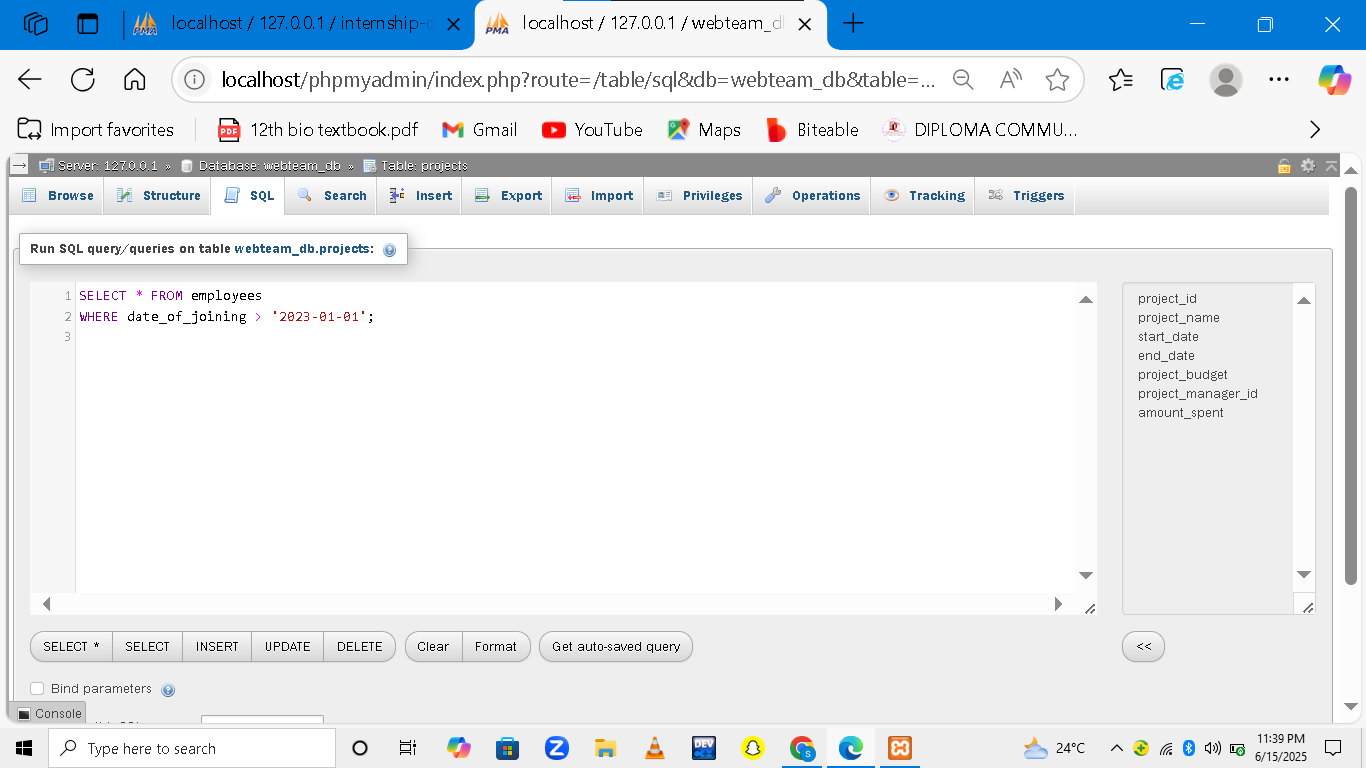 localhost / 127.0.0.1 / internship-
localhost / 127.0.0.1 / webteam_d
localhost/phpmyadmin/index.php?route=/table/sql&db=webteam_db&table=...
Import favorites
PDF
12th bio textbook.pdf
Gmail
YouTube
Maps
Biteable
DIPLOMA COMMU...
Server: 127.0.0.1 » Database: webteam_db » Table: projects
Browse Structure SQL Search Insert Export Import Privileges Operations Tracking Triggers
Run SQL query/queries on table webteam_db.projects:
1 SELECT * FROM employees
2 WHERE date_of_joining > '2023-01-01';
3
project_id
project_name
start_date
end_date
project_budget
project_manager_id
amount_spent
SELECT * SELECT INSERT UPDATE DELETE Clear Format Get auto-saved query <<
Bind parameters
Console
Type here to search
DEV
24°C
11:39 PM
6/15/2025